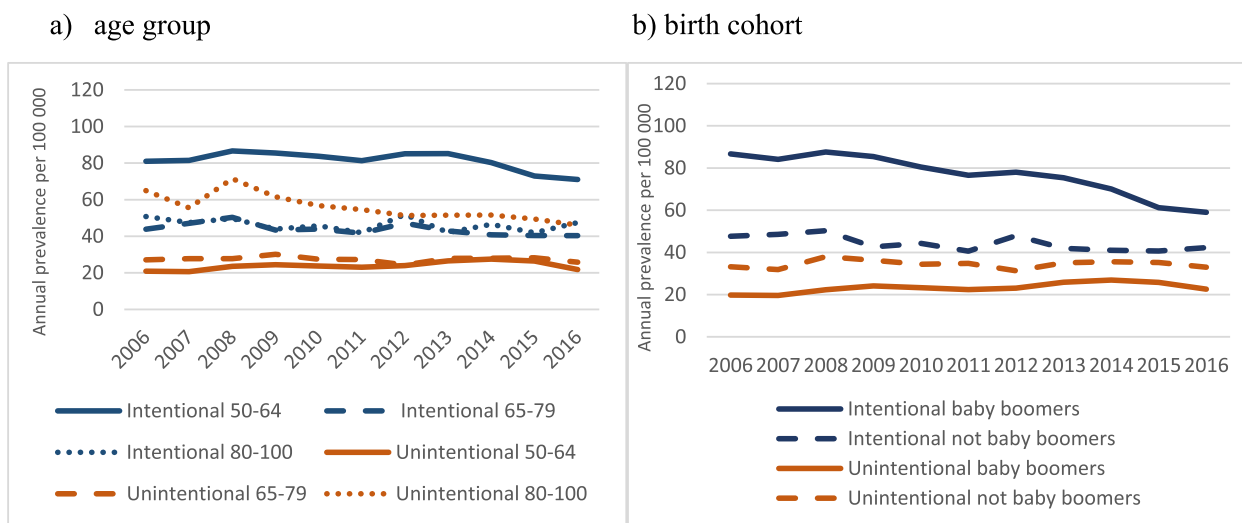 a) age group
b) birth cohort
Annual prevalence per 100 000
120
100
80
60
40
20
0
2006 2007 2008 2009 2010 2011 2012 2013 2014 2015 2016
Intentional 50-64
Intentional 65-79
Intentional 80-100
Unintentional 50-64
Unintentional 65-79
Unintentional 80-100
Annual prevalence per 100 000
120
100
80
60
40
20
0
2006 2007 2008 2009 2010 2011 2012 2013 2014 2015 2016
Intentional baby boomers
Intentional not baby boomers
Unintentional baby boomers
Unintentional not baby boomers